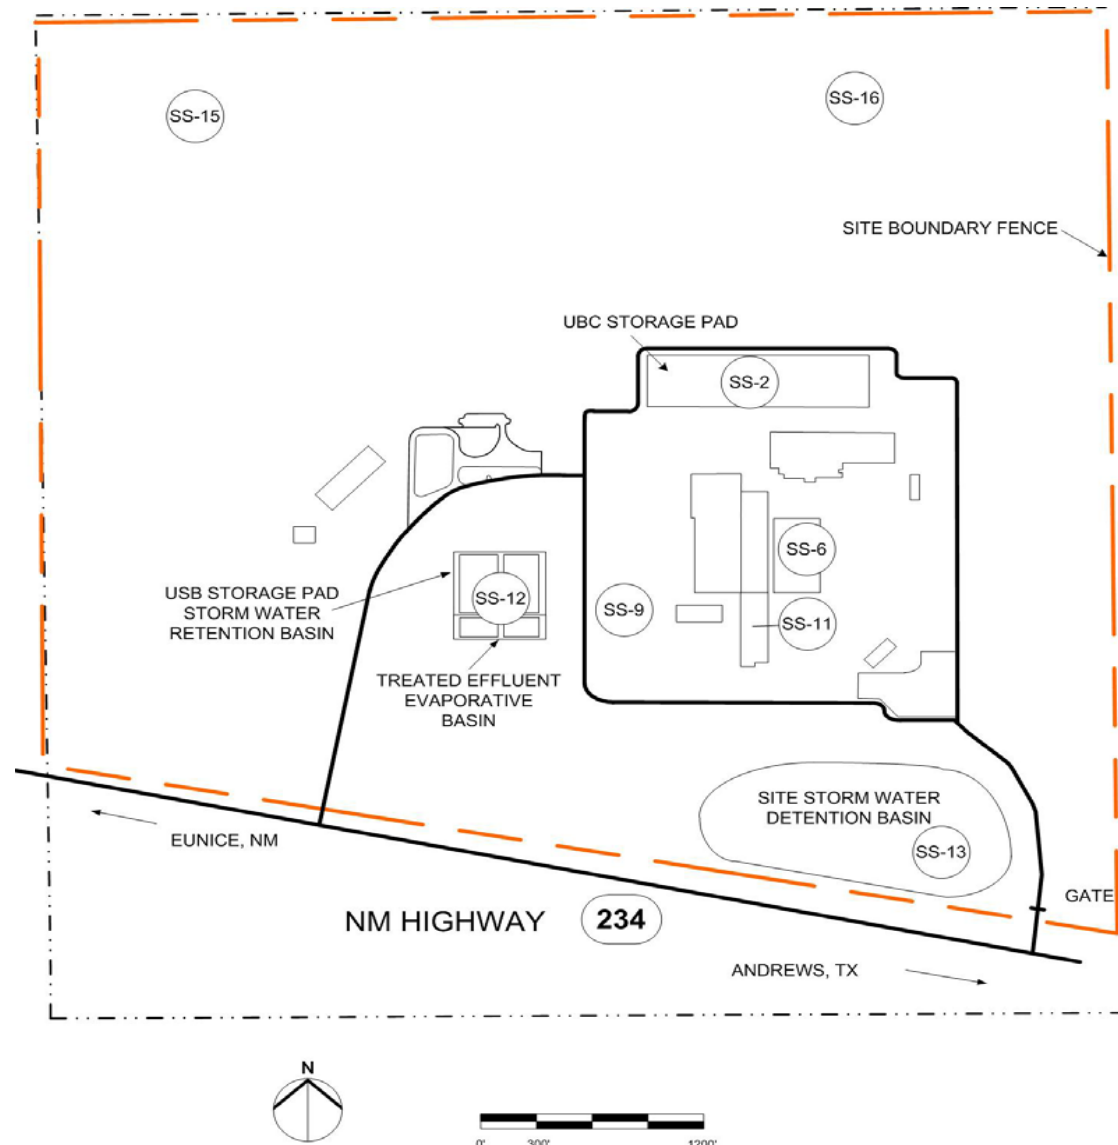 SS-16
SS-15
SITE BOUNDARY FENCE
UBC STORAGE PAD
SS-2
SS-6
USB STORAGE PAD
STORM WATER
RETENTION BASIN
SS-12
SS-9
SS-11
TREATED EFFLUENT
EVAPORATIVE
BASIN
SITE STORM WATER
DETENTION BASIN
EUNICE, NM
SS-13
GATE
NM HIGHWAY 234
ANDREWS, TX
N
0' 300' 1200'